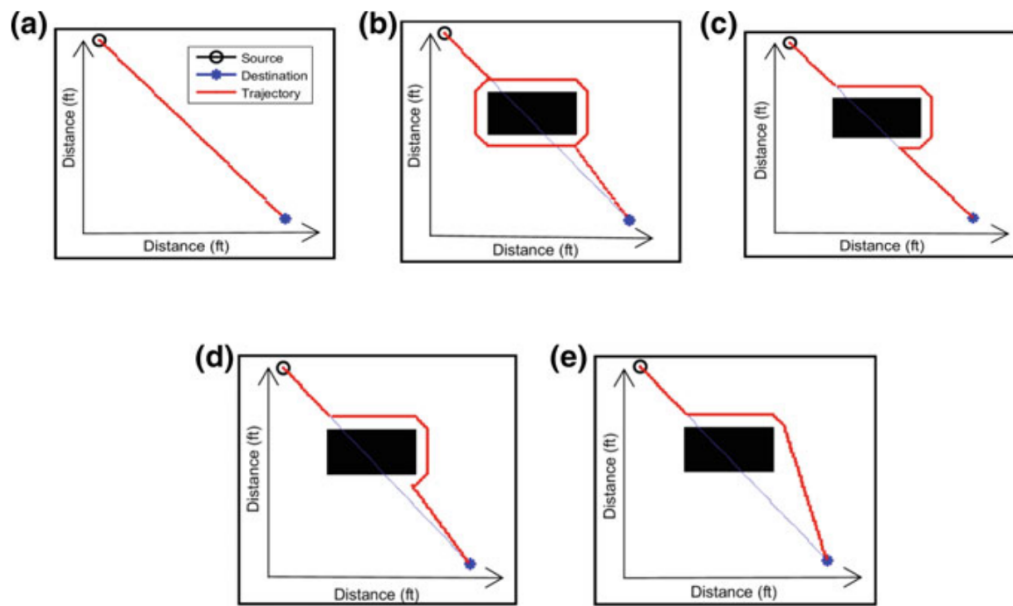 (a)
Source
Destination
Trajectory
Distance (ft)
Distance (ft)
(b)
Distance (ft)
Distance (ft)
(c)
Distance (ft)
Distance (ft)
(d)
Distance (ft)
Distance (ft)
(e)
Distance (ft)
Distance (ft)